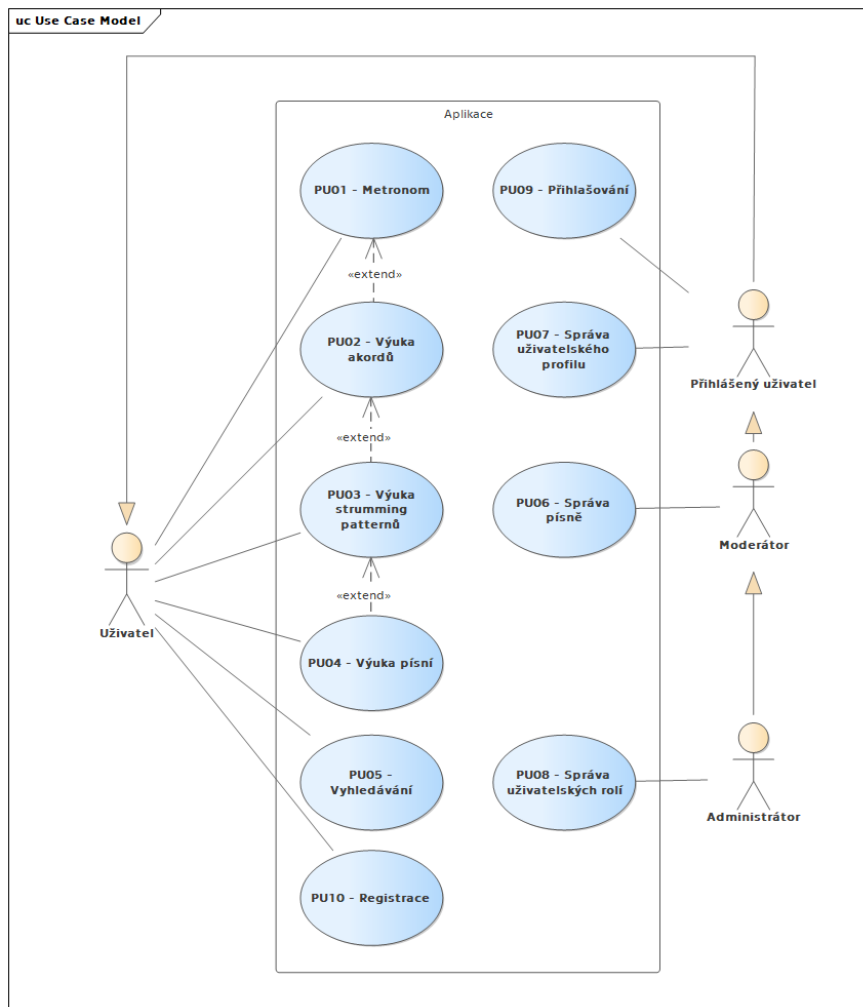 uc Use Case Model
Aplikace
PU01 - Metronom
PU09 - Přihlašování
«extend»
PU02 - Výuka
akordů
PU07 - Správa
uživatelského
profilu
Přihlášený uživatel
«extend»
PU03 - Výuka
strumming
patternů
PU06 - Správa
písně
Moderátor
«extend»
Uživatel
PU04 - Výuka písní
PU05 -
Vyhledávání
PU08 - Správa
uživatelských rolí
Administrátor
PU10 - Registrace